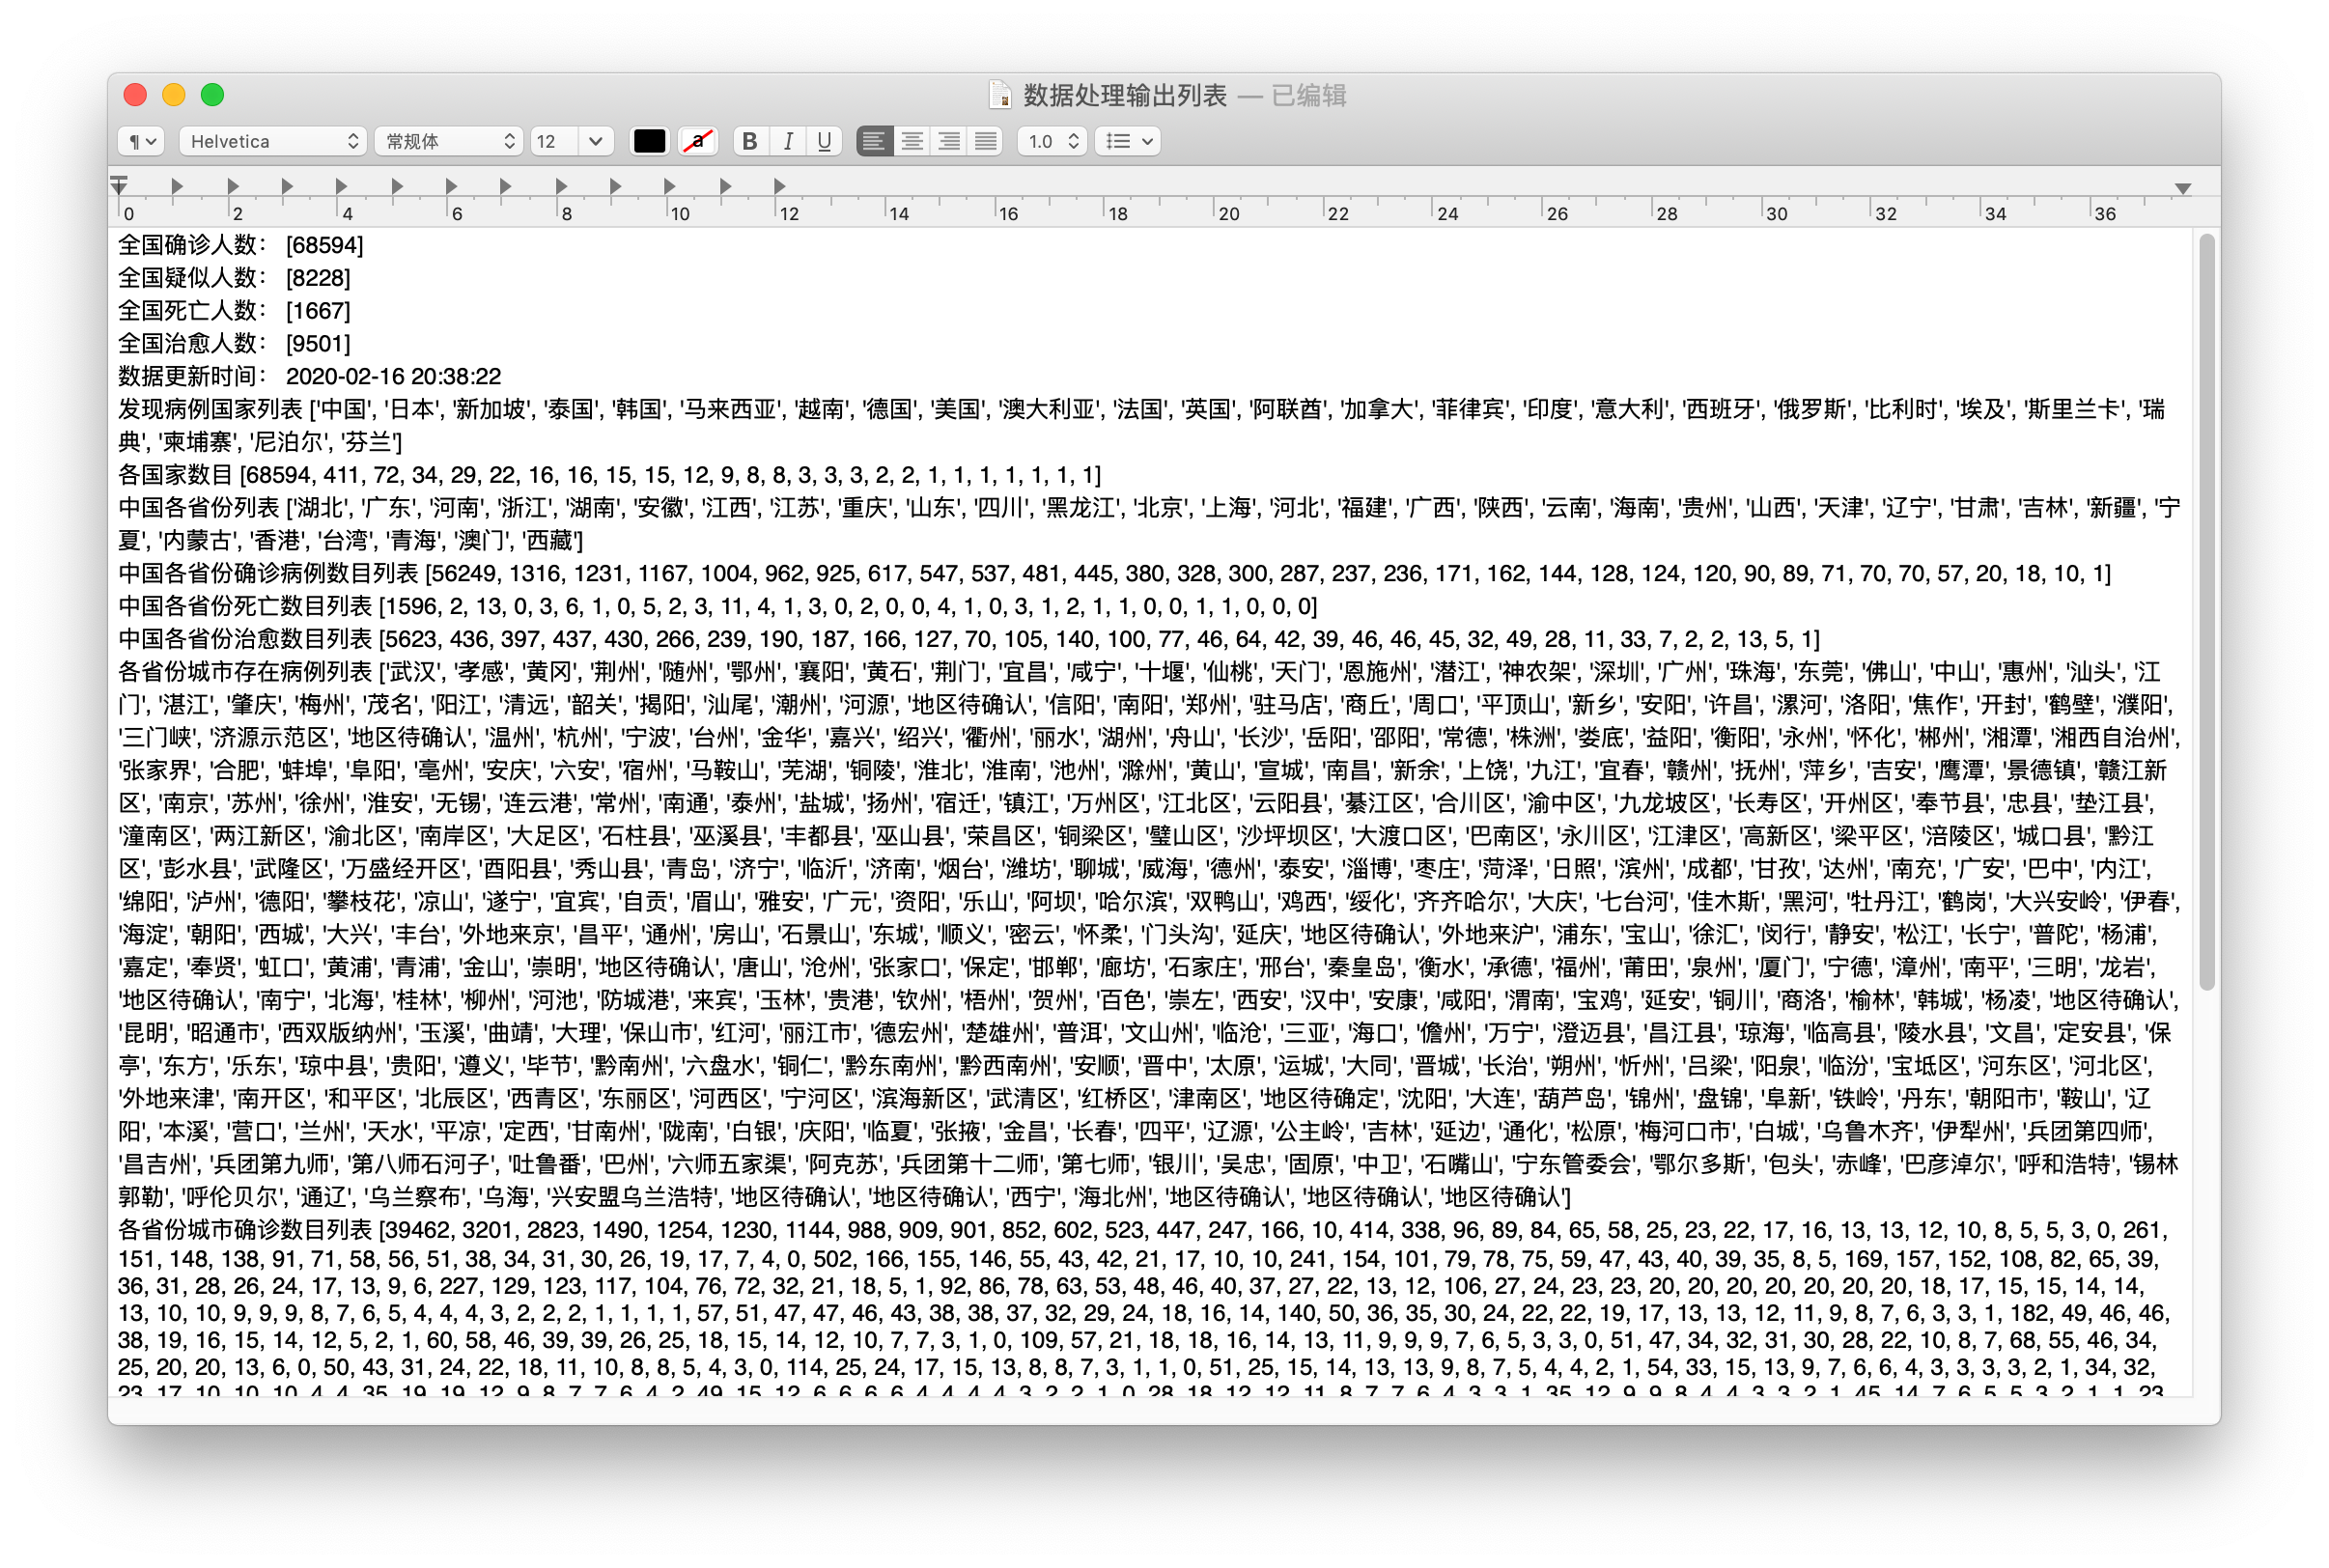 数据处理输出列表 — 已编辑
¶ Helvetica 常规体 12 a B I U 1.0
0 2 4 6 8 10 12 14 16 18 20 22 24 26 28 30 32 34 36
全国确诊人数： [68594]
全国疑似人数： [8228]
全国死亡人数： [1667]
全国治愈人数： [9501]
数据更新时间： 2020-02-16 20:38:22
发现病例国家列表 ['中国', '日本', '新加坡', '泰国', '韩国', '马来西亚', '越南', '德国', '美国', '澳大利亚', '法国', '英国', '阿联酋', '加拿大', '菲律宾', '印度', '意大利', '西班牙', '俄罗斯', '比利时', '埃及', '斯里兰卡', '瑞
典', '柬埔寨', '尼泊尔', '芬兰']
各国家数目 [68594, 411, 72, 34, 29, 22, 16, 16, 15, 15, 12, 9, 8, 8, 3, 3, 3, 2, 2, 1, 1, 1, 1, 1, 1, 1]
中国各省份列表 ['湖北', '广东', '河南', '浙江', '湖南', '安徽', '江西', '江苏', '重庆', '山东', '四川', '黑龙江', '北京', '上海', '河北', '福建', '广西', '陕西', '云南', '海南', '贵州', '山西', '天津', '辽宁', '甘肃', '吉林', '新疆', '宁
夏', '内蒙古', '香港', '台湾', '青海', '澳门', '西藏']
中国各省份确诊病例数目列表 [56249, 1316, 1231, 1167, 1004, 962, 925, 617, 547, 537, 481, 445, 380, 328, 300, 287, 237, 236, 171, 162, 144, 128, 124, 120, 90, 89, 71, 70, 70, 57, 20, 18, 10, 1]
中国各省份死亡数目列表 [1596, 2, 13, 0, 3, 6, 1, 0, 5, 2, 3, 11, 4, 1, 3, 0, 2, 0, 0, 4, 1, 0, 3, 1, 2, 1, 1, 0, 0, 1, 1, 0, 0, 0]
中国各省份治愈数目列表 [5623, 436, 397, 437, 430, 266, 239, 190, 187, 166, 127, 70, 105, 140, 100, 77, 46, 64, 42, 39, 46, 46, 45, 32, 49, 28, 11, 33, 7, 2, 2, 13, 5, 1]
各省份城市存在病例列表 ['武汉', '孝感', '黄冈', '荆州', '随州', '鄂州', '襄阳', '黄石', '荆门', '宜昌', '咸宁', '十堰', '仙桃', '天门', '恩施州', '潜江', '神农架', '深圳', '广州', '珠海', '东莞', '佛山', '中山', '惠州', '汕头', '江
门', '湛江', '肇庆', '梅州', '茂名', '阳江', '清远', '韶关', '揭阳', '汕尾', '潮州', '河源', '地区待确认', '信阳', '南阳', '郑州', '驻马店', '商丘', '周口', '平顶山', '新乡', '安阳', '许昌', '漯河', '洛阳', '焦作', '开封', '鹤壁', '濮阳',
'三门峡', '济源示范区', '地区待确认', '温州', '杭州', '宁波', '台州', '金华', '嘉兴', '绍兴', '衢州', '丽水', '湖州', '舟山', '长沙', '岳阳', '邵阳', '常德', '株洲', '娄底', '益阳', '衡阳', '永州', '怀化', '郴州', '湘潭', '湘西自治州',
'张家界', '合肥', '蚌埠', '阜阳', '亳州', '安庆', '六安', '宿州', '马鞍山', '芜湖', '铜陵', '淮北', '淮南', '池州', '滁州', '黄山', '宣城', '南昌', '新余', '上饶', '九江', '宜春', '赣州', '抚州', '萍乡', '吉安', '鹰潭', '景德镇', '赣江新
区', '南京', '苏州', '徐州', '淮安', '无锡', '连云港', '常州', '南通', '泰州', '盐城', '扬州', '宿迁', '镇江', '万州区', '江北区', '云阳县', '綦江区', '合川区', '渝中区', '九龙坡区', '长寿区', '开州区', '奉节县', '忠县', '垫江县',
'潼南区', '两江新区', '渝北区', '南岸区', '大足区', '石柱县', '巫溪县', '丰都县', '巫山县', '荣昌区', '铜梁区', '璧山区', '沙坪坝区', '大渡口区', '巴南区', '永川区', '江津区', '高新区', '梁平区', '涪陵区', '城口县', '黔江
区', '彭水县', '武隆区', '万盛经开区', '酉阳县', '秀山县', '青岛', '济宁', '临沂', '济南', '烟台', '潍坊', '聊城', '威海', '德州', '泰安', '淄博', '枣庄', '菏泽', '日照', '滨州', '成都', '甘孜', '达州', '南充', '广安', '巴中', '内江',
'绵阳', '泸州', '德阳', '攀枝花', '凉山', '遂宁', '宜宾', '自贡', '眉山', '雅安', '广元', '资阳', '乐山', '阿坝', '哈尔滨', '双鸭山', '鸡西', '绥化', '齐齐哈尔', '大庆', '七台河', '佳木斯', '黑河', '牡丹江', '鹤岗', '大兴安岭', '伊春',
'海淀', '朝阳', '西城', '大兴', '丰台', '外地来京', '昌平', '通州', '房山', '石景山', '东城', '顺义', '密云', '怀柔', '门头沟', '延庆', '地区待确认', '外地来沪', '浦东', '宝山', '徐汇', '闵行', '静安', '松江', '长宁', '普陀', '杨浦',
'嘉定', '奉贤', '虹口', '黄浦', '青浦', '金山', '崇明', '地区待确认', '唐山', '沧州', '张家口', '保定', '邯郸', '廊坊', '石家庄', '邢台', '秦皇岛', '衡水', '承德', '福州', '莆田', '泉州', '厦门', '宁德', '漳州', '南平', '三明', '龙岩',
'地区待确认', '南宁', '北海', '桂林', '柳州', '河池', '防城港', '来宾', '玉林', '贵港', '钦州', '梧州', '贺州', '百色', '崇左', '西安', '汉中', '安康', '咸阳', '渭南', '宝鸡', '延安', '铜川', '商洛', '榆林', '韩城', '杨凌', '地区待确认',
'昆明', '昭通市', '西双版纳州', '玉溪', '曲靖', '大理', '保山市', '红河', '丽江市', '德宏州', '楚雄州', '普洱', '文山州', '临沧', '三亚', '海口', '儋州', '万宁', '澄迈县', '昌江县', '琼海', '临高县', '陵水县', '文昌', '定安县', '保
亭', '东方', '乐东', '琼中县', '贵阳', '遵义', '毕节', '黔南州', '六盘水', '铜仁', '黔东南州', '黔西南州', '安顺', '晋中', '太原', '运城', '大同', '晋城', '长治', '朔州', '忻州', '吕梁', '阳泉', '临汾', '宝坻区', '河东区', '河北区',
'外地来津', '南开区', '和平区', '北辰区', '西青区', '东丽区', '河西区', '宁河区', '滨海新区', '武清区', '红桥区', '津南区', '地区待确定', '沈阳', '大连', '葫芦岛', '锦州', '盘锦', '阜新', '铁岭', '丹东', '朝阳市', '鞍山', '辽
阳', '本溪', '营口', '兰州', '天水', '平凉', '定西', '甘南州', '陇南', '白银', '庆阳', '临夏', '张掖', '金昌', '长春', '四平', '辽源', '公主岭', '吉林', '延边', '通化', '松原', '梅河口市', '白城', '乌鲁木齐', '伊犁州', '兵团第四师',
'昌吉州', '兵团第九师', '第八师石河子', '吐鲁番', '巴州', '六师五家渠', '阿克苏', '兵团第十二师', '第七师', '银川', '吴忠', '固原', '中卫', '石嘴山', '宁东管委会', '鄂尔多斯', '包头', '赤峰', '巴彦淖尔', '呼和浩特', '锡林
郭勒', '呼伦贝尔', '通辽', '乌兰察布', '乌海', '兴安盟乌兰浩特', '地区待确认', '地区待确认', '西宁', '海北州', '地区待确认', '地区待确认', '地区待确认']
各省份城市确诊数目列表 [39462, 3201, 2823, 1490, 1254, 1230, 1144, 988, 909, 901, 852, 602, 523, 447, 247, 166, 10, 414, 338, 96, 89, 84, 65, 58, 25, 23, 22, 17, 16, 13, 13, 12, 10, 8, 5, 5, 3, 0, 261,
151, 148, 138, 91, 71, 58, 56, 51, 38, 34, 31, 30, 26, 19, 17, 7, 4, 0, 502, 166, 155, 146, 55, 43, 42, 21, 17, 10, 10, 241, 154, 101, 79, 78, 75, 59, 47, 43, 40, 39, 35, 8, 5, 169, 157, 152, 108, 82, 65, 39,
36, 31, 28, 26, 24, 17, 13, 9, 6, 227, 129, 123, 117, 104, 76, 72, 32, 21, 18, 5, 1, 92, 86, 78, 63, 53, 48, 46, 40, 37, 27, 22, 13, 12, 106, 27, 24, 23, 23, 20, 20, 20, 20, 20, 20, 20, 18, 17, 15, 15, 14, 14,
13, 10, 10, 9, 9, 9, 8, 7, 6, 5, 4, 4, 4, 3, 2, 2, 2, 1, 1, 1, 1, 57, 51, 47, 47, 46, 43, 38, 38, 37, 32, 29, 24, 18, 16, 14, 140, 50, 36, 35, 30, 24, 22, 22, 19, 17, 13, 13, 12, 11, 9, 8, 7, 6, 3, 3, 1, 182, 49, 46, 46,
38, 19, 16, 15, 14, 12, 5, 2, 1, 60, 58, 46, 39, 39, 26, 25, 18, 15, 14, 12, 10, 7, 7, 3, 1, 0, 109, 57, 21, 18, 18, 16, 14, 13, 11, 9, 9, 9, 7, 6, 5, 3, 3, 0, 51, 47, 34, 32, 31, 30, 28, 22, 10, 8, 7, 68, 55, 46, 34,
25, 20, 20, 13, 6, 0, 50, 43, 31, 24, 22, 18, 11, 10, 8, 8, 5, 4, 3, 0, 114, 25, 24, 17, 15, 13, 8, 8, 7, 3, 1, 1, 0, 51, 25, 15, 14, 13, 13, 9, 8, 7, 5, 4, 4, 2, 1, 54, 33, 15, 13, 9, 7, 6, 6, 4, 3, 3, 3, 3, 2, 1, 34, 32,
23, 17, 10, 10, 10, 4, 4, 35, 19, 19, 12, 9, 8, 7, 7, 6, 4, 2, 49, 15, 12, 6, 6, 6, 6, 4, 4, 4, 4, 3, 2, 2, 1, 0, 28, 18, 12, 12, 11, 8, 7, 7, 6, 4, 3, 3, 1, 35, 12, 9, 9, 8, 4, 4, 3, 3, 2, 1, 45, 14, 7, 6, 5, 5, 3, 2, 1, 1, 23,